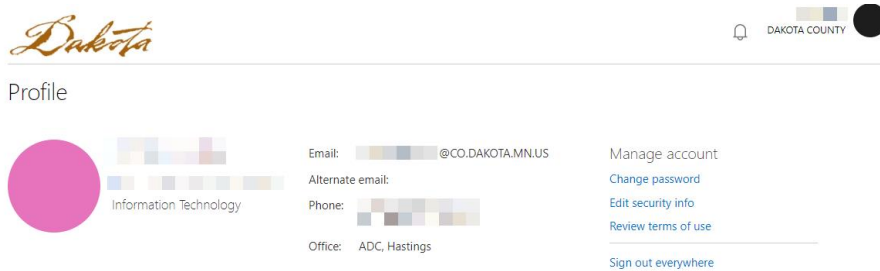 Dakota
DAKOTA COUNTY
Profile
Information Technology
Email: @CO.DAKOTA.MN.US
Alternate email:
Phone:
Office: ADC, Hastings
Manage account
Change password
Edit security info
Review terms of use
Sign out everywhere